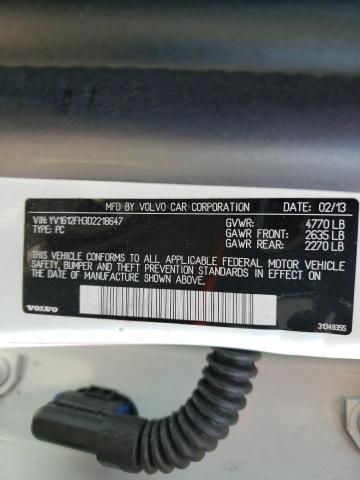 MFD. BY VOLVO CAR CORPORATION DATE: 02/13
VIN: YV1612FH3D2218647 GVWR: 4770 LB
TYPE: PC GAWR FRONT: 2635 LB
GAWR REAR: 2270 LB
THIS VEHICLE CONFORMS TO ALL APPLICABLE FEDERAL MOTOR VEHICLE
SAFETY, BUMPER AND THEFT PREVENTION STANDARDS IN EFFECT ON
THE DATE OF MANUFACTURE SHOWN ABOVE.
VOLVO 31349355